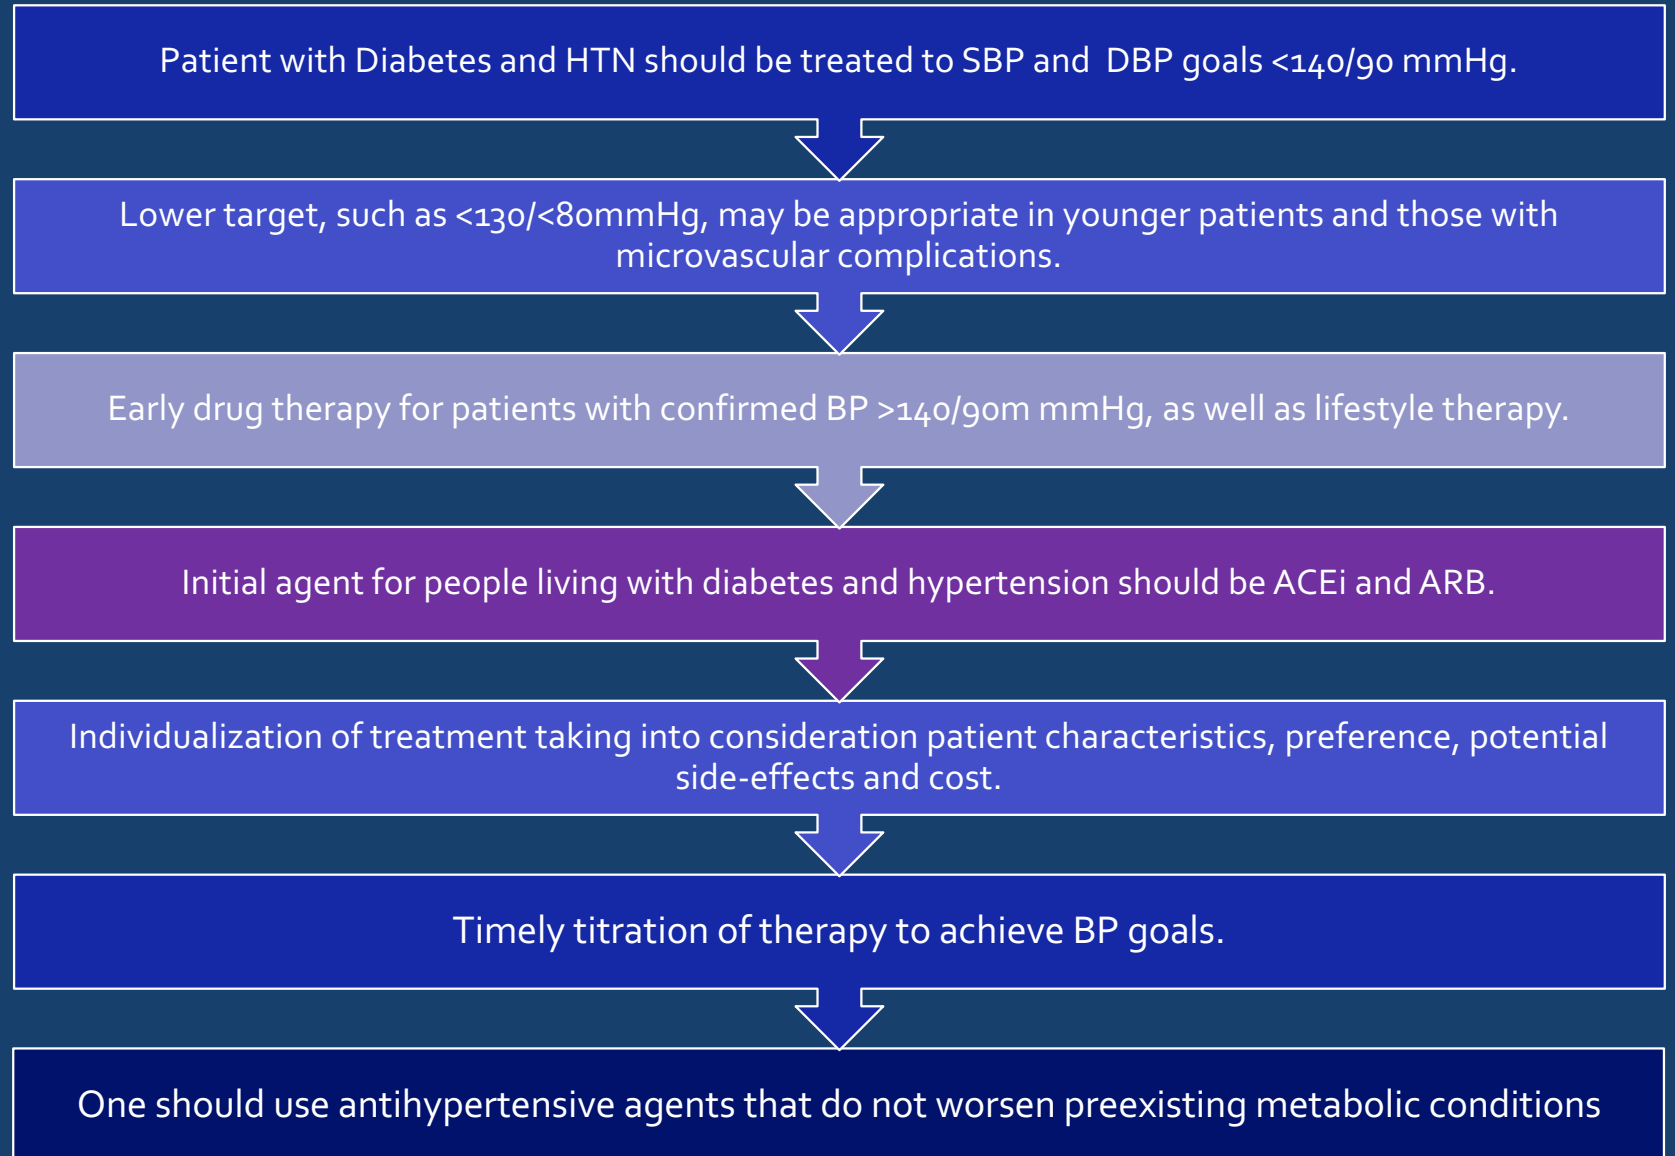 Patient with Diabetes and HTN should be treated to SBP and DBP goals <140/90 mmHg.
Lower target, such as <130/<80mmHg, may be appropriate in younger patients and those with
microvascular complications.
Early drug therapy for patients with confirmed BP >140/90m mmHg, as well as lifestyle therapy.
Initial agent for people living with diabetes and hypertension should be ACEi and ARB.
Individualization of treatment taking into consideration patient characteristics, preference, potential
side-effects and cost.
Timely titration of therapy to achieve BP goals.
One should use antihypertensive agents that do not worsen preexisting metabolic conditions